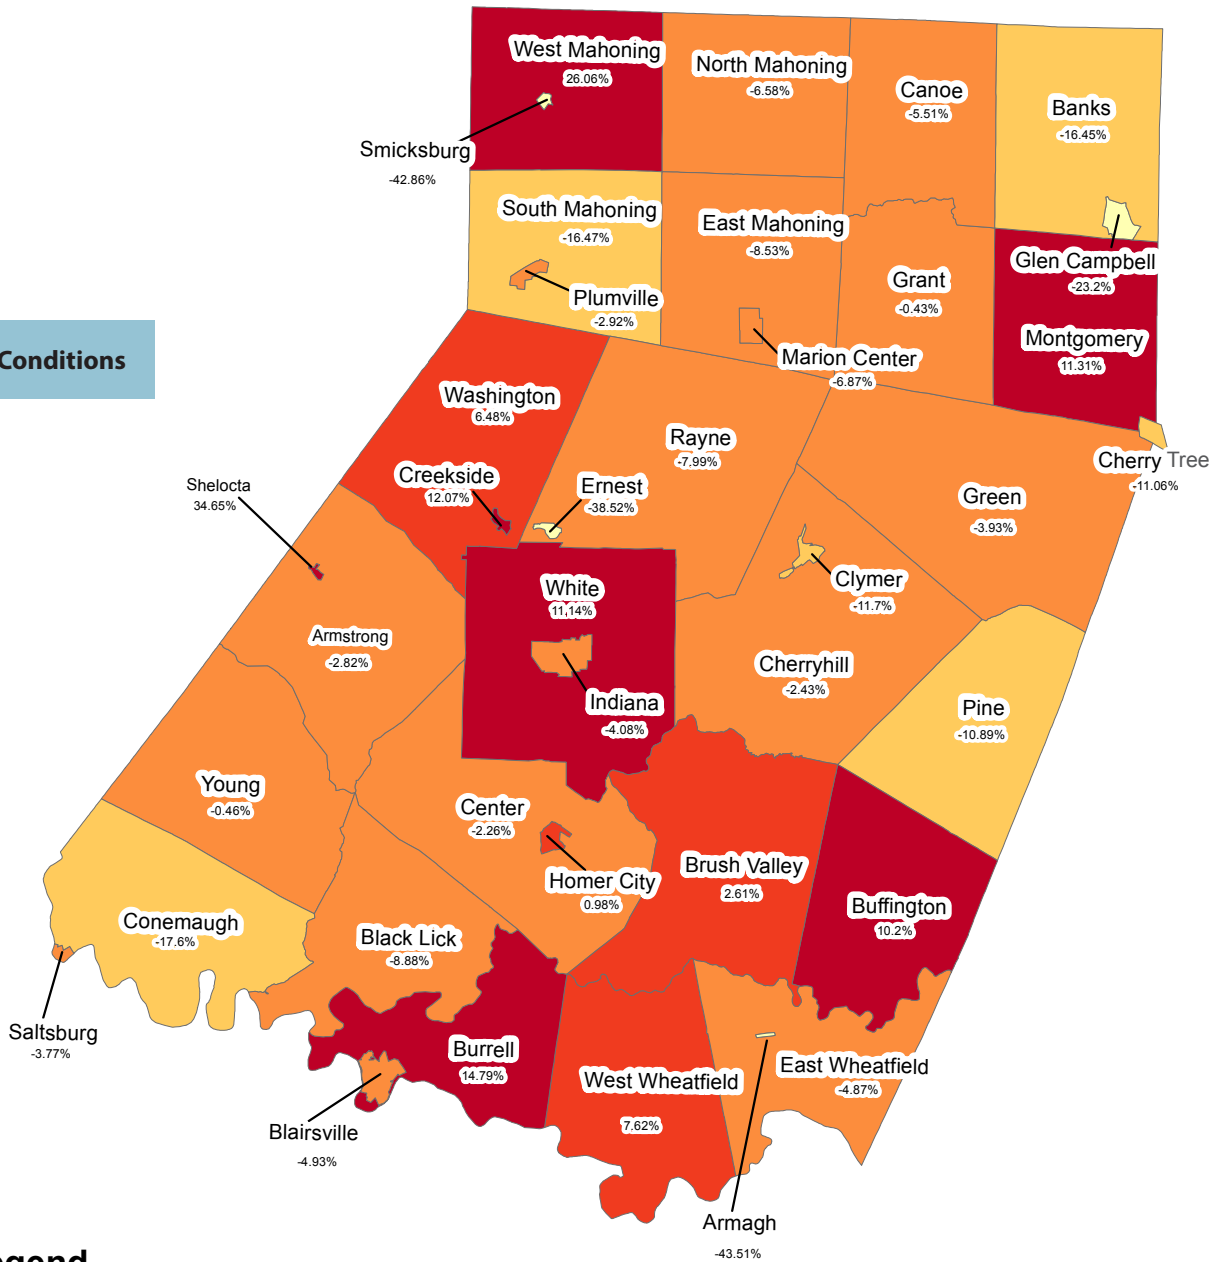 West Mahoning
26.06%
North Mahoning
-6.58%
Canoe
-5.51%
Banks
-16.45%
Smicksburg
-42.86%
South Mahoning
-16.47%
East Mahoning
-8.53%
Grant
-0.43%
Glen Campbell
-23.2%
Plumville
-2.92%
Montgomery
11.31%
Conditions
Marion Center
-6.87%
Washington
6.48%
Rayne
-7.99%
Cherry Tree
-11.06%
Creekside
12.07%
Ernest
-38.52%
Shelocta
34.65%
Green
-3.93%
White
11.14%
Clymer
-11.7%
Armstrong
-2.82%
Cherryhill
-2.43%
Indiana
-4.08%
Pine
-10.89%
Young
-0.46%
Center
-2.26%
Homer City
0.98%
Brush Valley
2.61%
Buffington
10.2%
Conemaugh
-17.6%
Black Lick
-8.88%
Saltsburg
-3.77%
Burrell
14.79%
West Wheatfield
7.62%
East Wheatfield
-4.87%
Blairsville
-4.93%
Armagh
-43.51%